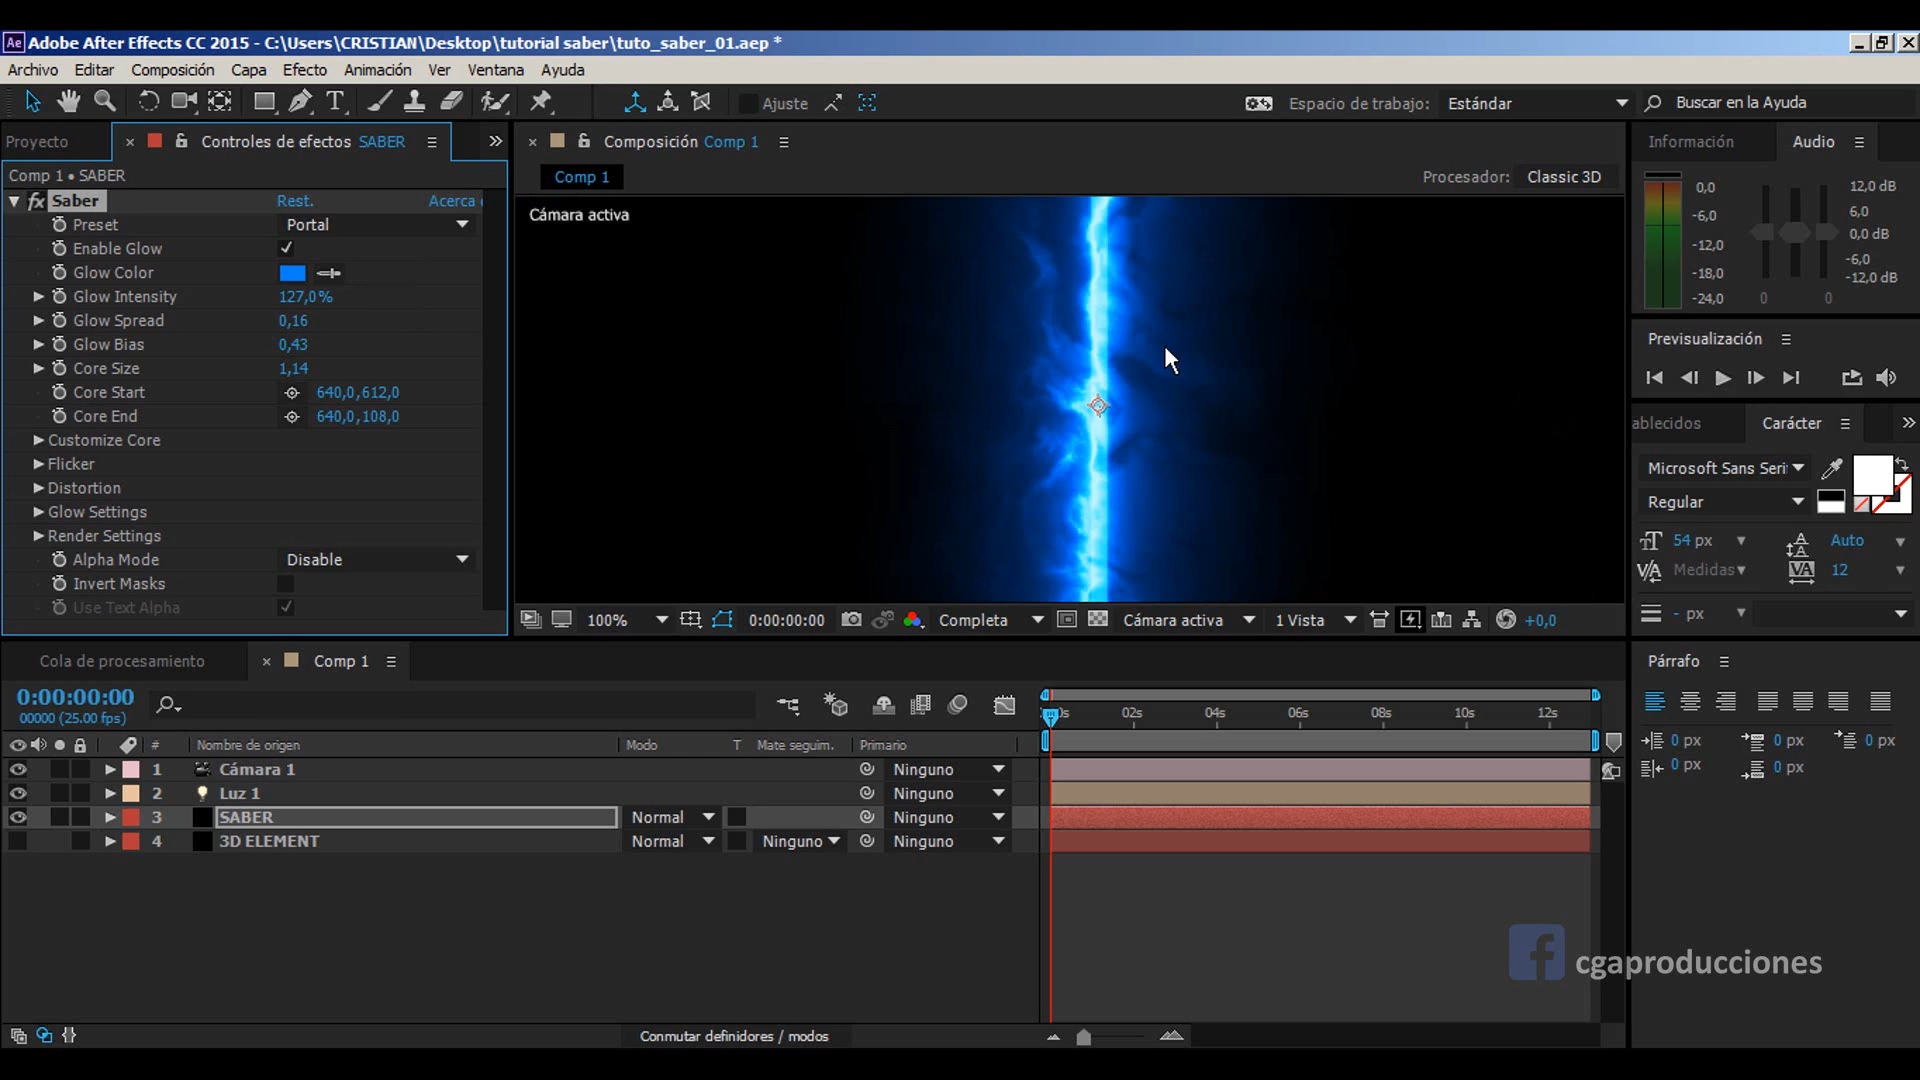 Ae Adobe After Effects CC 2015 - C:\Users\CRISTIAN\Desktop\tutorial saber\tuto_saber_01.aep *
Archivo Editar Composición Capa Efecto Animación Ver Ventana Ayuda
Ajuste Espacio de trabajo: Estándar Buscar en la Ayuda
Proyecto Controles de efectos SABER
Comp 1 • SABER
fx Saber Rest. Acerca
Preset Portal
Enable Glow
Glow Color
Glow Intensity 127,0%
Glow Spread 0,16
Glow Bias 0,43
Core Size 1,14
Core Start 640,0,612,0
Core End 640,0,108,0
Customize Core
Flicker
Distortion
Glow Settings
Render Settings
Alpha Mode Disable
Invert Masks
Use Text Alpha
Composición Comp 1
Comp 1 Procesador: Classic 3D
Cámara activa
100% 0:00:00:00 Completa Cámara activa 1 Vista +0,0
Información Audio
0,0 12,0 dB
-6,0 6,0
-12,0 0,0 dB
-18,0 -6,0
-24,0 0 0 -12,0 dB
Previsualización
ablecidos Carácter
Microsoft Sans Seri
Regular
54 px Auto
Medidas 12
- px
Párrafo
0 px 0 px 0 px
0 px 0 px
Cola de procesamiento Comp 1
0:00:00:00
00000 (25.00 fps)
0s 02s 04s 06s 08s 10s 12s
# Nombre de origen Modo T Mate seguim. Primario
1 Cámara 1 Ninguno
2 Luz 1 Ninguno
3 SABER Normal Ninguno
4 3D ELEMENT Normal Ninguno Ninguno
f cgaproducciones
Conmutar definidores / modos